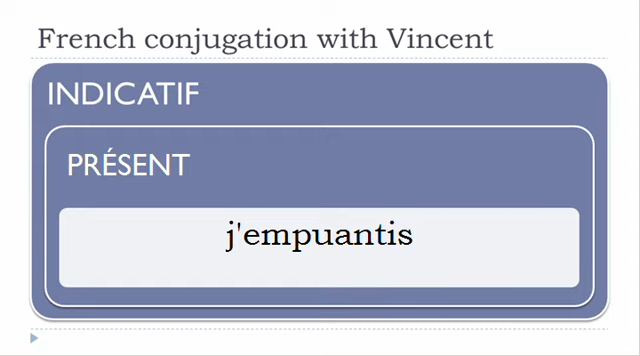 French conjugation with Vincent
INDICATIF
PRÉSENT
j'empuantis